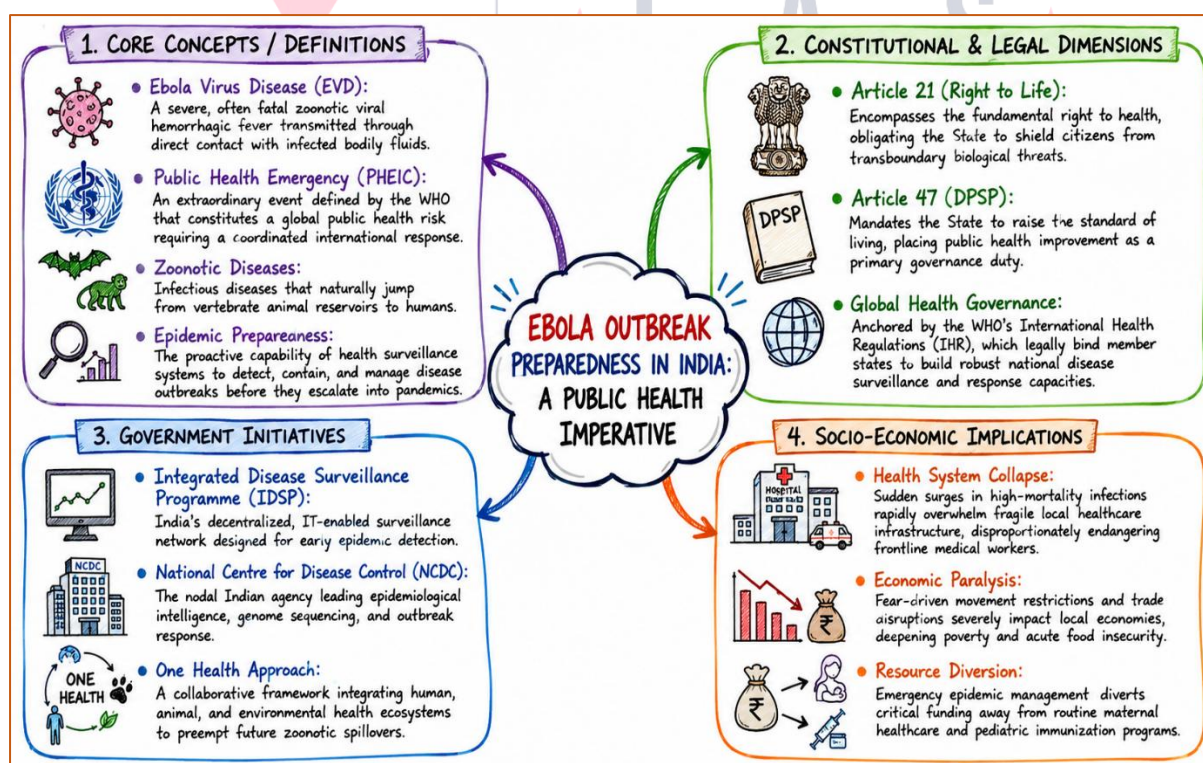 1. CORE CONCEPTS / DEFINITIONS
Ebola Virus Disease (EVD):
A severe, often fatal zoonotic viral
hemorrhagic fever transmitted through
direct contact with infected bodily fluids.
Public Health Emergency (PHEIC):
An extraordinary event defined by the WHO
that constitutes a global public health risk
requiring a coordinated international response.
Zoonotic Diseases:
Infectious diseases that naturally jump
from vertebrate animal reservoirs to humans.
Epidemic Prepareaness:
The proactive capability of health surveillance
systems to detect, contain, and manage disease
outbreaks before they escalate into pandemics.
2. CONSTITUTIONAL & LEGAL DIMENSIONS
Article 21 (Right to Life):
Encompasses the fundamental right to health,
obligating the State to shield citizens from
transboundary biological threats.
DPSP
Article 47 (DPSP):
Mandates the State to raise the standard of
living, placing public health improvement as a
primary governance duty.
Global Health Governance:
Anchored by the WHO's International Health
Regulations (IHR), which legally bind member
states to build robust national disease
surveillance and response capacities.
EBOLA OUTBREAK
PREPAREDNESS IN INDIA:
A PUBLIC HEALTH
IMPERATIVE
3. GOVERNMENT INITIATIVES
Integrated Disease Surveillance
Programme (IDSP):
India's decentralized, IT-enabled surveillance
network designed for early epidemic detection.
NCDC
National Centre for Disease Control (NCDC):
The nodal Indian agency leading epidemiological
intelligence, genome sequencing, and outbreak
response.
ONE
HEALTH
One Health Approach:
A collaborative framework integrating human,
animal, and environmental health ecosystems
to preempt future zoonotic spillovers.
4. SOCIO-ECONOMIC IMPLICATIONS
HOSPITAL
Health System Collapse:
Sudden surges in high-mortality infections
rapidly overwhelm fragile local healthcare
infrastructure, disproportionately endangering
frontline medical workers.
₹
Economic Paralysis:
Fear-driven movement restrictions and trade
disruptions severely impact local economies,
deepening poverty and acute food insecurity.
₹
Resource Diversion:
Emergency epidemic management diverts
critical funding away from routine maternal
healthcare and pediatric immunization programs.